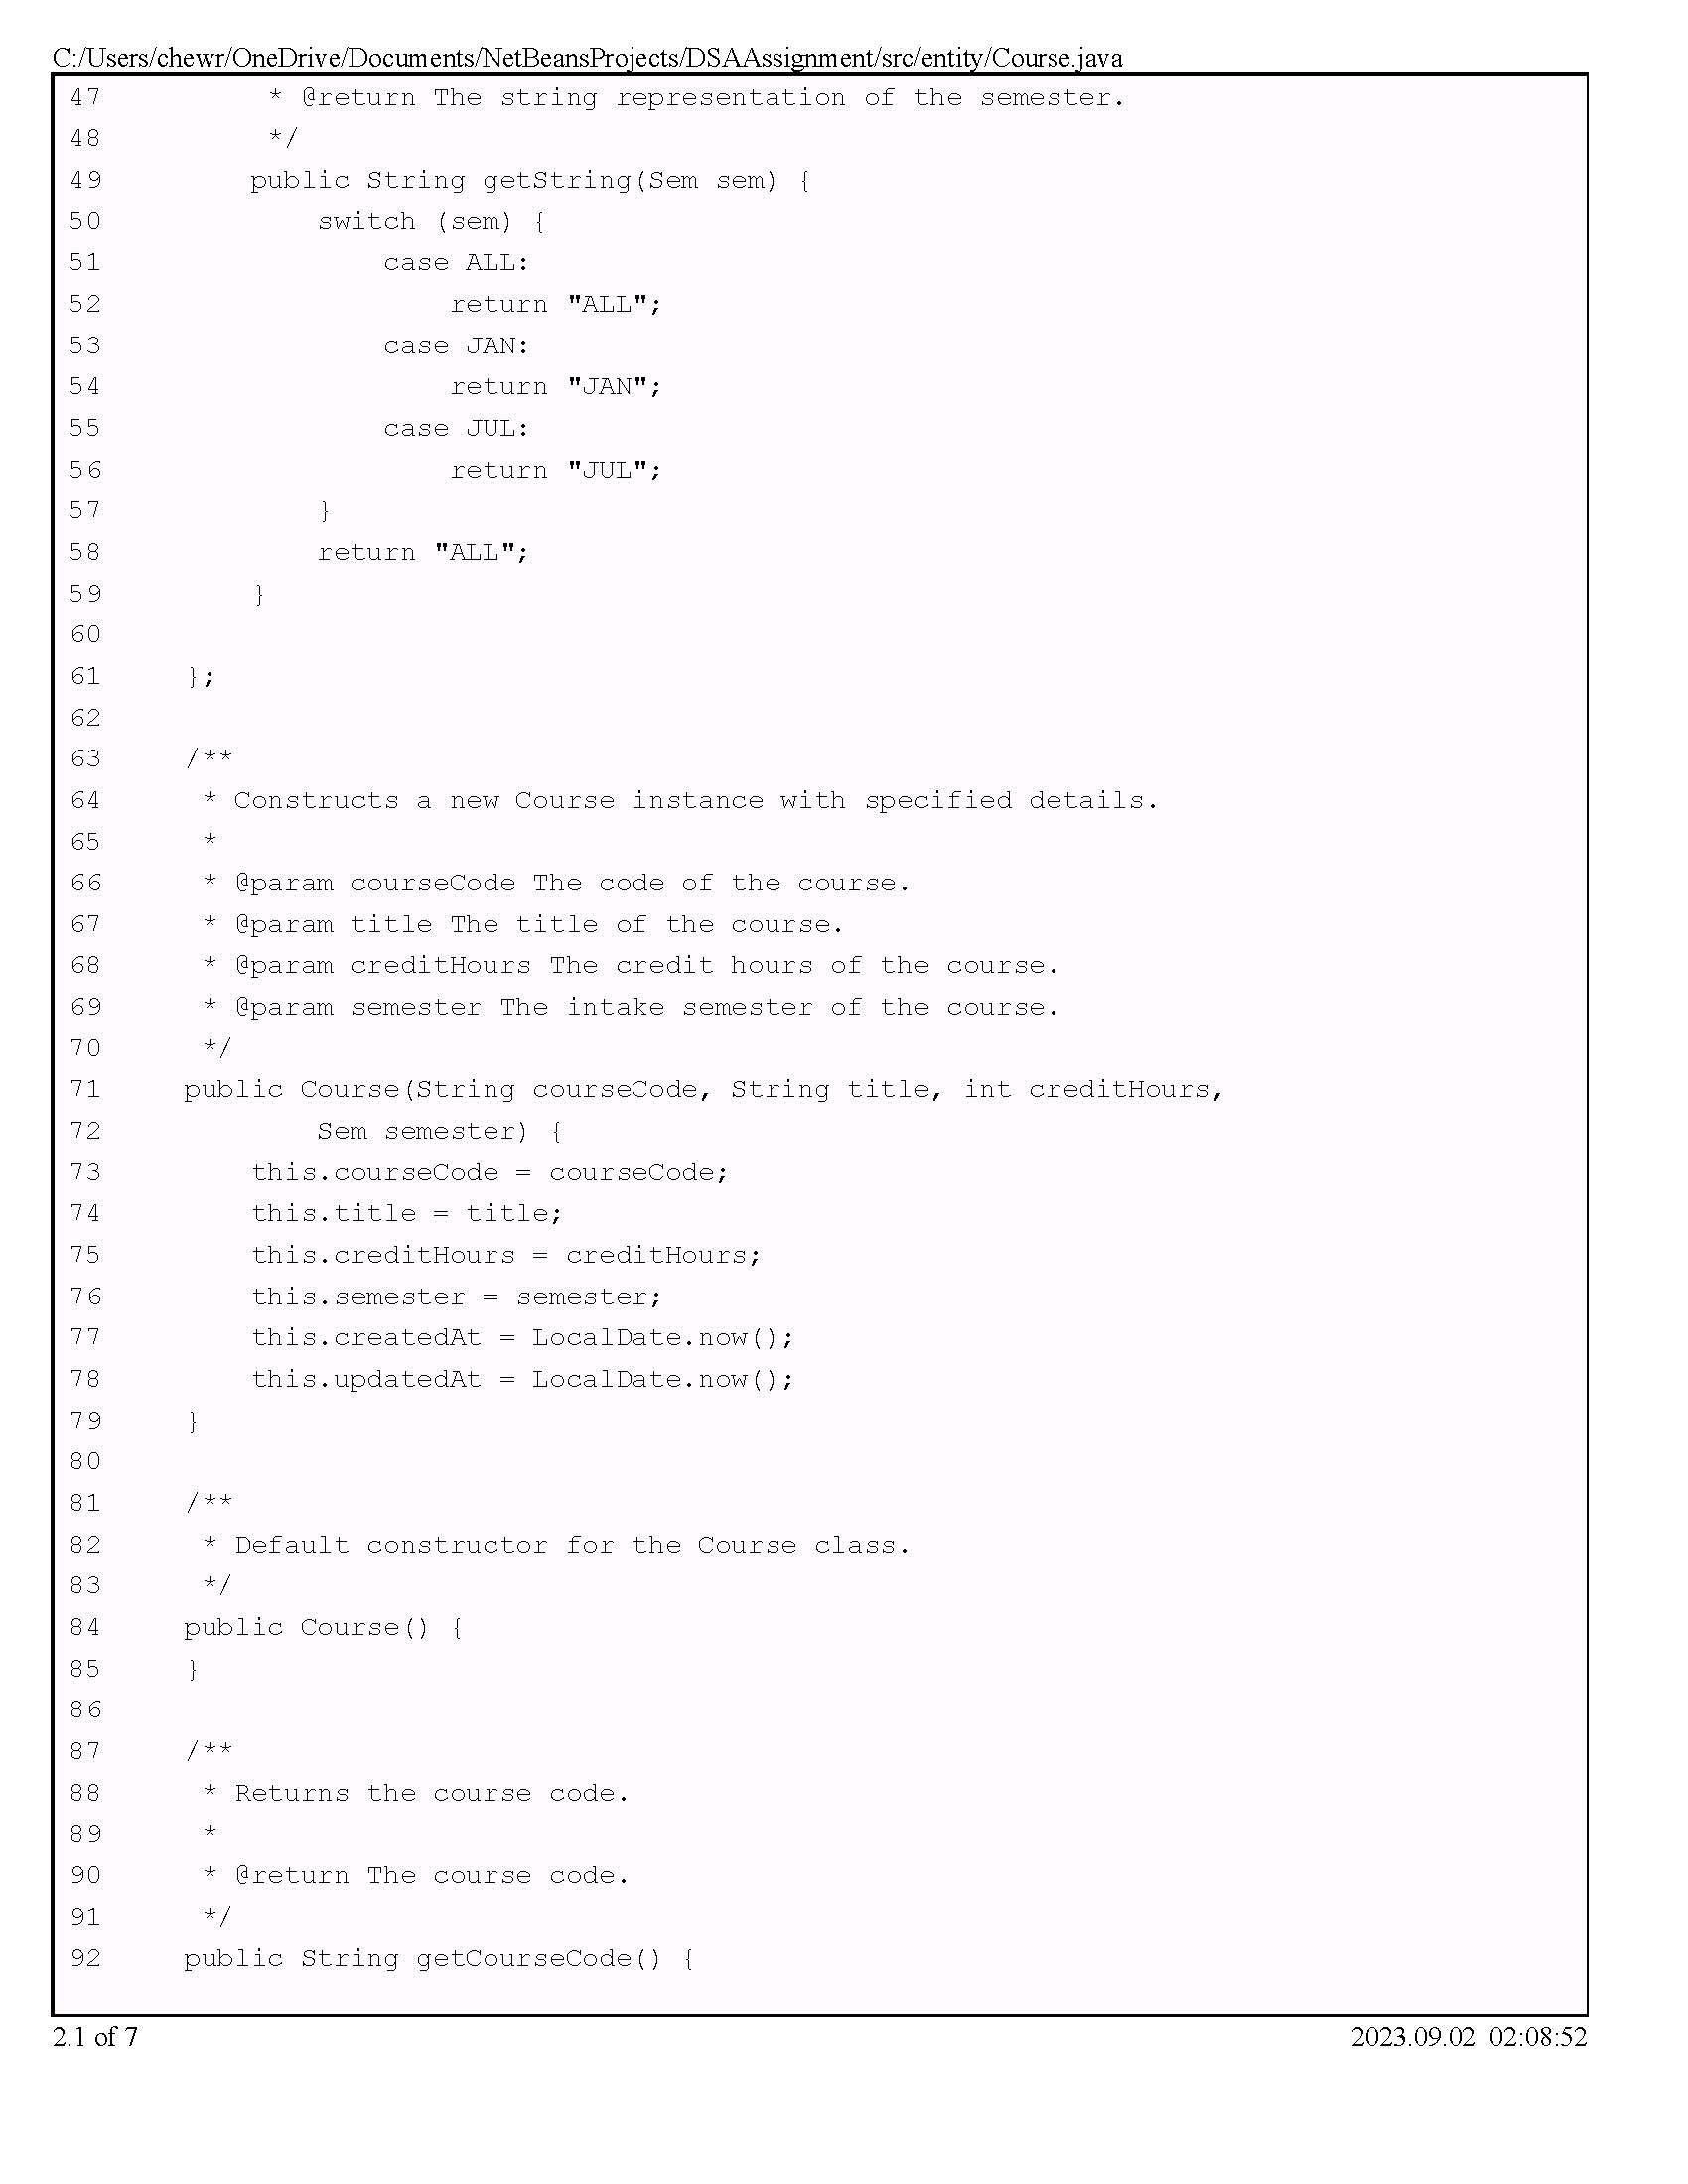 C:/Users/chewr/OneDrive/Documents/NetBeansProjects/DSAAssignment/src/entity/Course.java
47          * @return The string representation of the semester.
48          */
49         public String getString(Sem sem) {
50             switch (sem) {
51                 case ALL:
52                     return "ALL";
53                 case JAN:
54                     return "JAN";
55                 case JUL:
56                     return "JUL";
57             }
58             return "ALL";
59         }
60
61     };
62
63     /**
64      * Constructs a new Course instance with specified details.
65      *
66      * @param courseCode The code of the course.
67      * @param title The title of the course.
68      * @param creditHours The credit hours of the course.
69      * @param semester The intake semester of the course.
70      */
71     public Course(String courseCode, String title, int creditHours,
72             Sem semester) {
73         this.courseCode = courseCode;
74         this.title = title;
75         this.creditHours = creditHours;
76         this.semester = semester;
77         this.createdAt = LocalDate.now();
78         this.updatedAt = LocalDate.now();
79     }
80
81     /**
82      * Default constructor for the Course class.
83      */
84     public Course() {
85     }
86
87     /**
88      * Returns the course code.
89      *
90      * @return The course code.
91      */
92     public String getCourseCode() {
2.1 of 7
2023.09.02 02:08:52